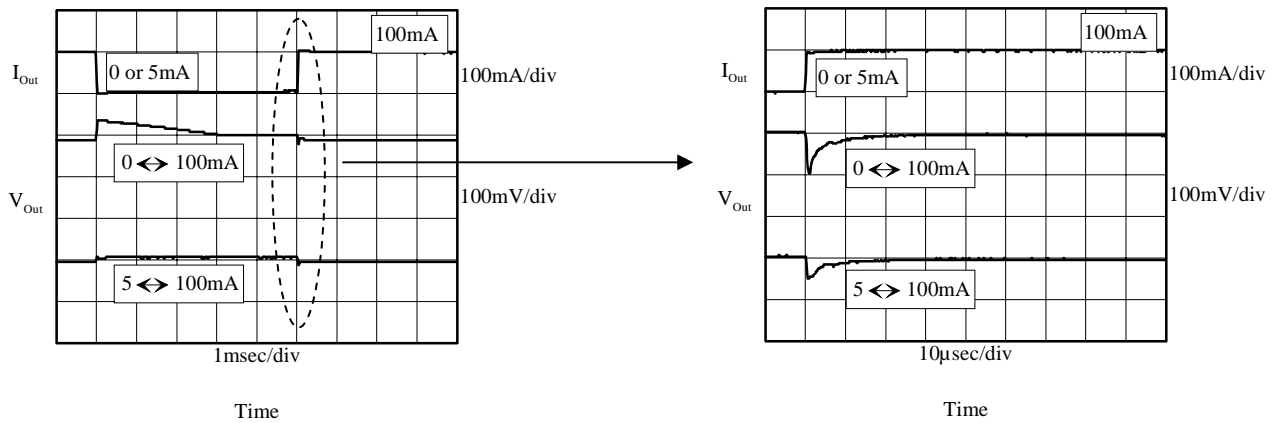 100mA
I_Out
0 or 5mA
100mA/div
0 ↔ 100mA
V_Out
100mV/div
5 ↔ 100mA
1msec/div
Time
100mA
I_Out
0 or 5mA
100mA/div
0 ↔ 100mA
V_Out
100mV/div
5 ↔ 100mA
10µsec/div
Time